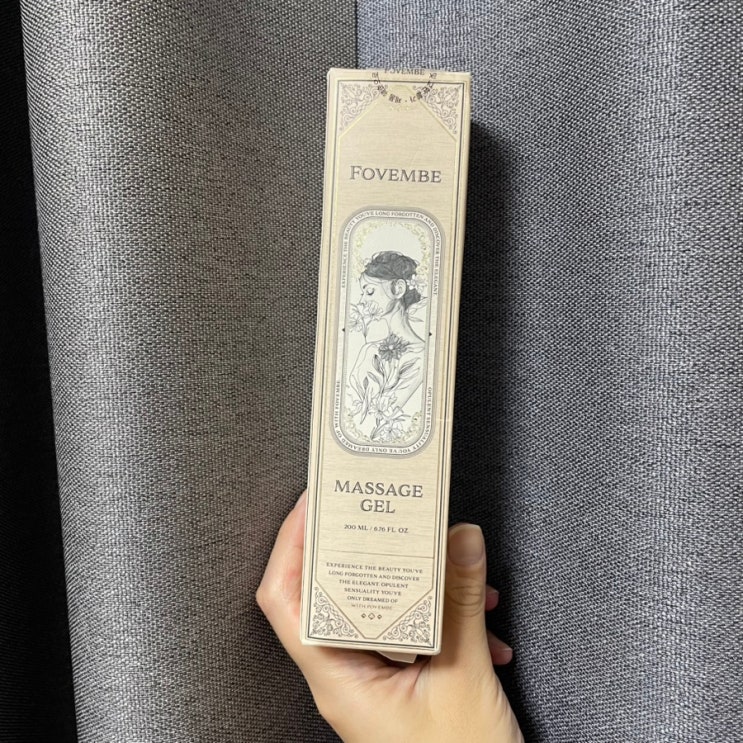 FOVEMBE
FOVEMBE
EXPERIENCE THE BEAUTY YOU'VE LONG FORGOTTEN AND DISCOVER THE ELEGANT
OPULENT SENSUALITY YOU'VE ONLY DREAMED OF WITH FOVEMBE.
MASSAGE
GEL
200 ML / 6.76 FL OZ
EXPERIENCE THE BEAUTY YOU'VE
LONG FORGOTTEN AND DISCOVER
THE ELEGANT OPULENT
SENSUALITY YOU'VE
ONLY DREAMED OF
WITH FOVEMBE